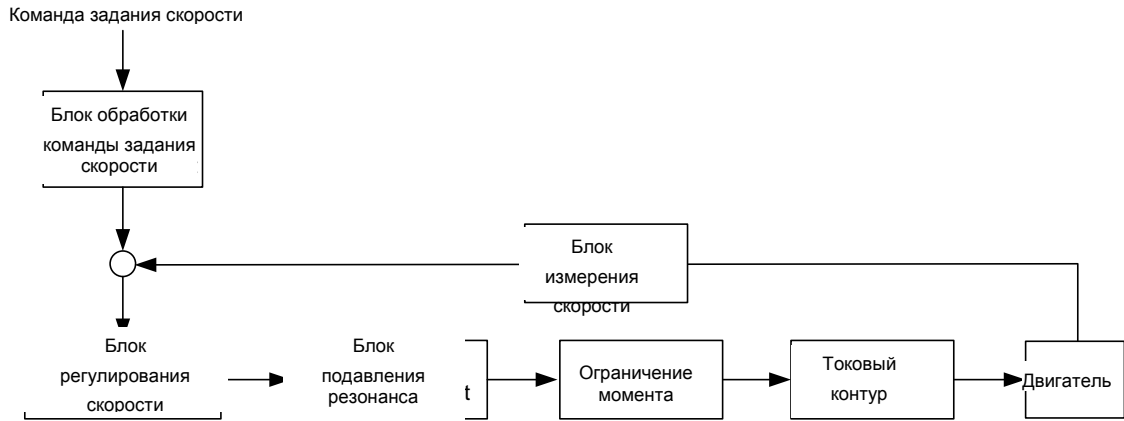 Команда задания скорости
Блок обработки
команды задания
скорости
Блок
измерения
скорости
Блок
регулирования
скорости
Блок
подавления
резонанса
t
Ограничение
момента
Токовый
контур
Двигатель